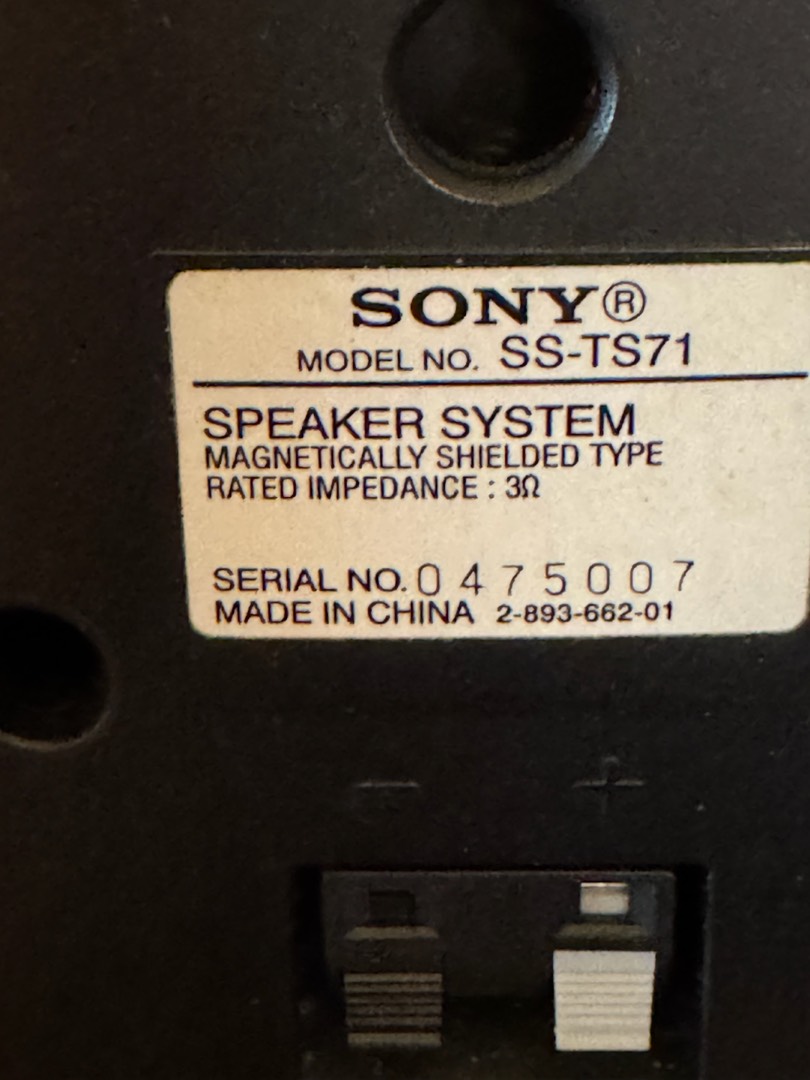 SONY®
MODEL NO. SS-TS71
SPEAKER SYSTEM
MAGNETICALLY SHIELDED TYPE
RATED IMPEDANCE : 3Ω
SERIAL NO. 0475007
MADE IN CHINA 2-893-662-01
− +